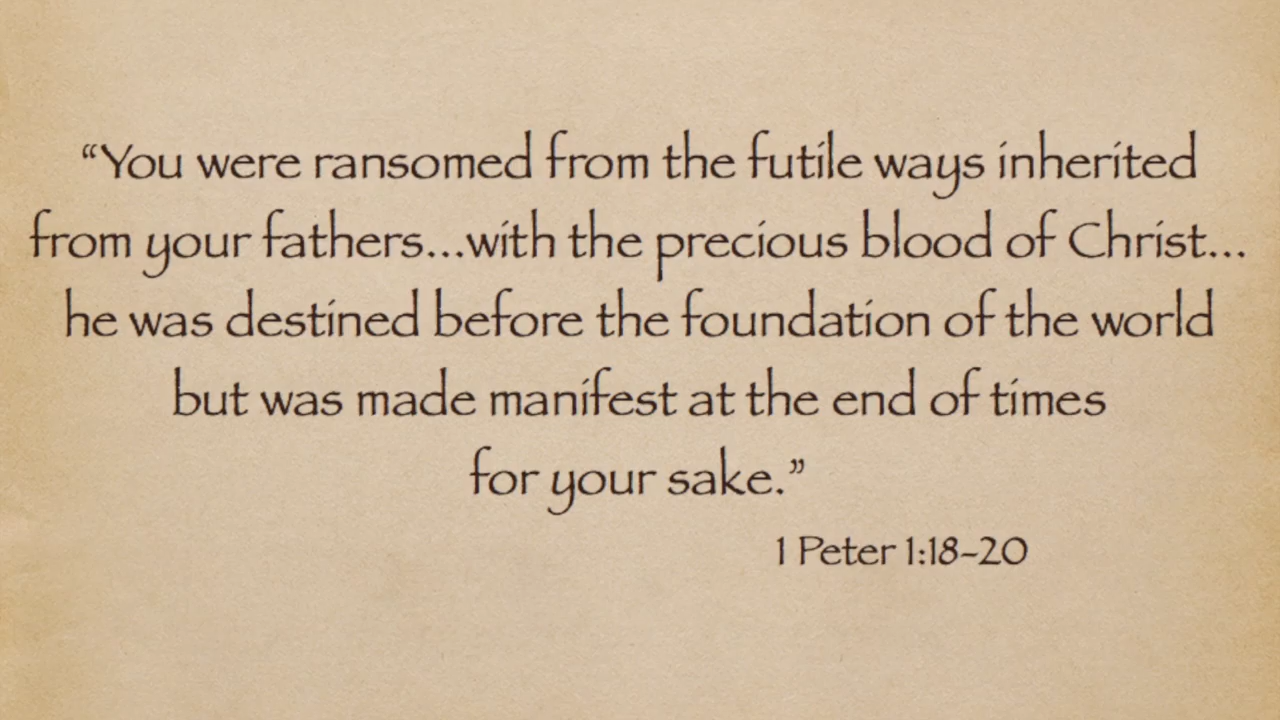 “You were ransomed from the futile ways inherited
from your fathers...with the precious blood of Christ...
he was destined before the foundation of the world
but was made manifest at the end of times
for your sake.”
1 Peter 1:18–20